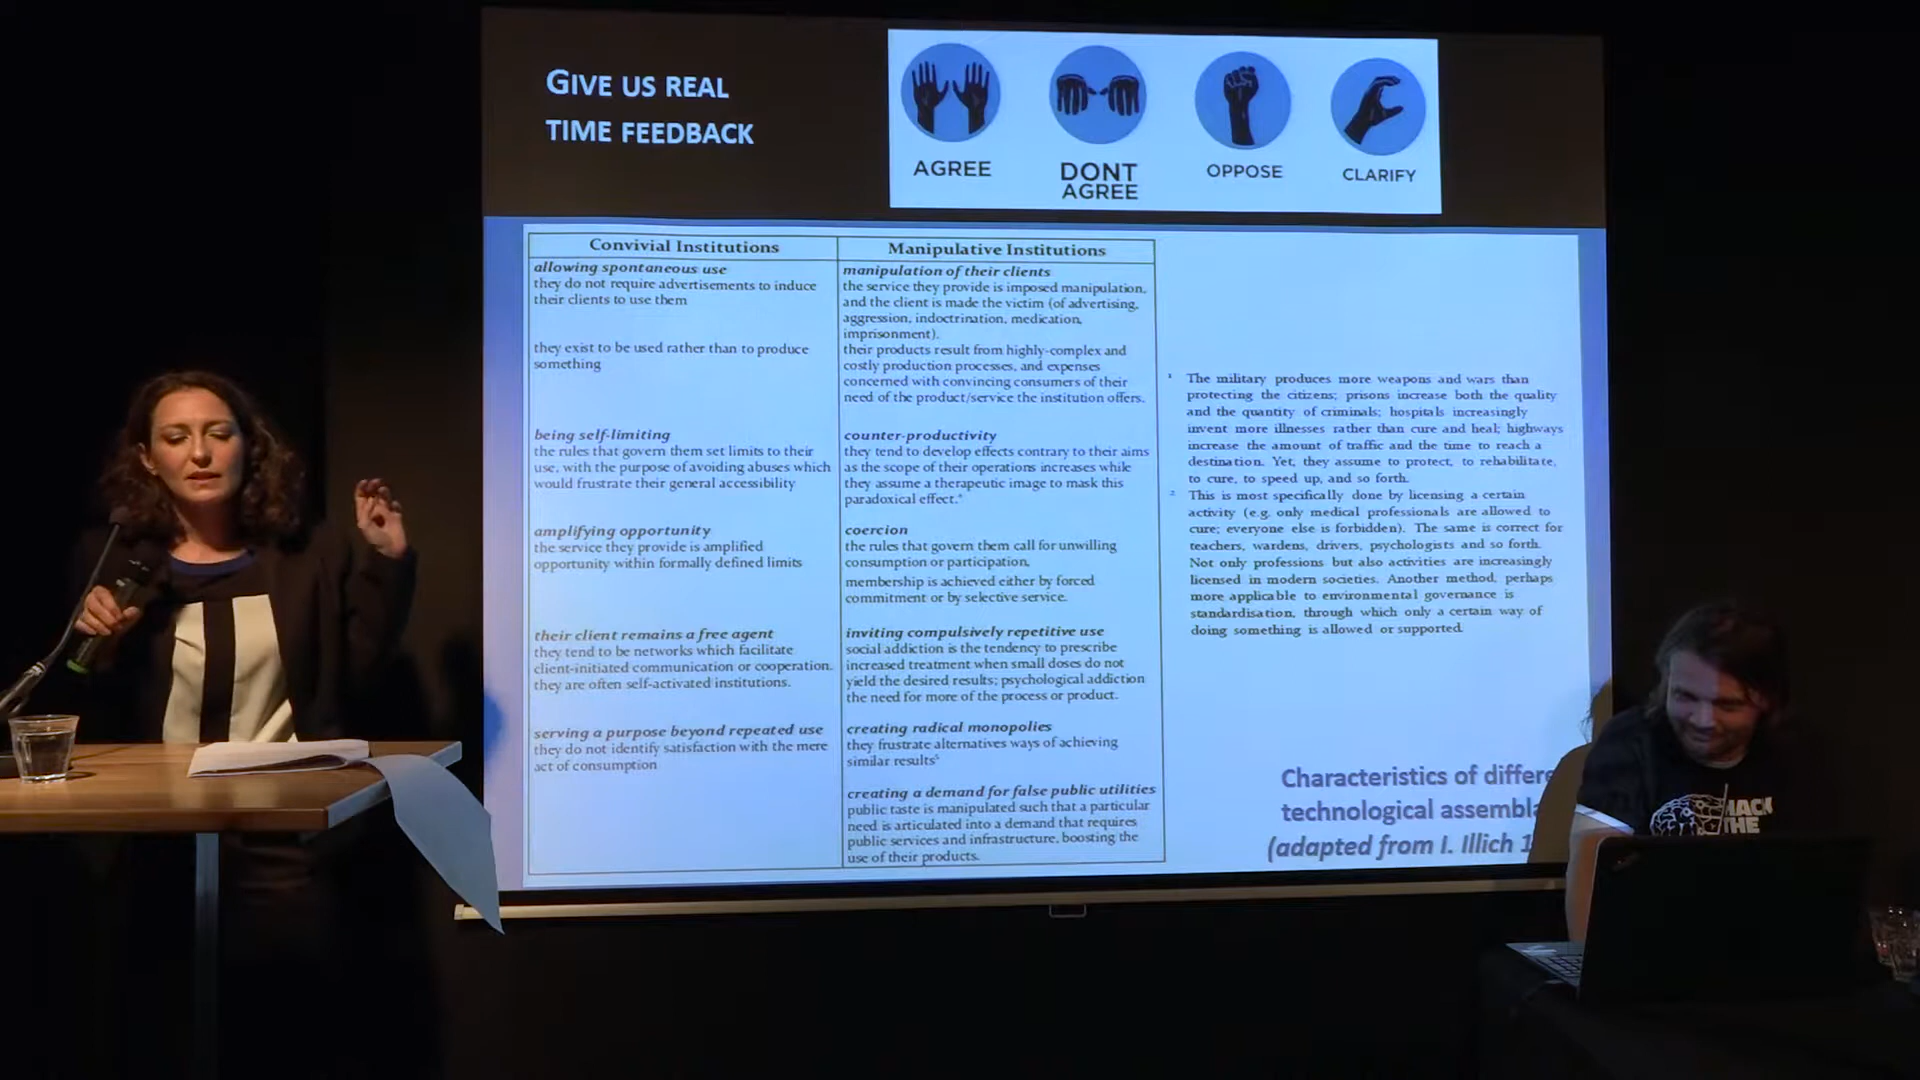 GIVE US REAL
TIME FEEDBACK
AGREE
DONT
AGREE
OPPOSE
CLARIFY
Convivial Institutions
allowing spontaneous use
they do not require advertisements to induce
their clients to use them
they exist to be used rather than to produce
something
being self-limiting
the rules that govern them set limits to their
use, with the purpose of avoiding abuses which
would frustrate their general accessibility
amplifying opportunity
the service they provide is amplified
opportunity within formally defined limits
their client remains a free agent
they tend to be networks which facilitate
client-initiated communication or cooperation.
they are often self-activated institutions.
serving a purpose beyond repeated use
they do not identify satisfaction with the mere
act of consumption
Manipulative Institutions
manipulation of their clients
the service they provide is imposed manipulation,
and the client is made the victim (of advertising,
aggression, indoctrination, medication,
imprisonment).
their products result from highly-complex and
costly production processes, and expenses
concerned with convincing consumers of their
need of the product/service the institution offers.
counter-productivity
they tend to develop effects contrary to their aims
as the scope of their operations increases while
they assume a therapeutic image to mask this
paradoxical effect.
coercion
the rules that govern them call for unwilling
consumption or participation,
membership is achieved either by forced
commitment or by selective service.
inviting compulsively repetitive use
social addiction is the tendency to prescribe
increased treatment when small doses do not
yield the desired results; psychological addiction
the need for more of the process or product.
creating radical monopolies
they frustrate alternatives ways of achieving
similar results
creating a demand for false public utilities
public taste is manipulated such that a particular
need is articulated into a demand that requires
public services and infrastructure, boosting the
use of their products.
1 The military produces more weapons and wars than
protecting the citizens; prisons increase both the quality
and the quantity of criminals; hospitals increasingly
invent more illnesses rather than cure and heal; highways
increase the amount of traffic and the time to reach a
destination. Yet, they assume to protect, to rehabilitate,
to cure, to speed up, and so forth.
2 This is most specifically done by licensing a certain
activity (e.g. only medical professionals are allowed to
cure; everyone else is forbidden). The same is correct for
teachers, wardens, drivers, psychologists and so forth.
Not only professions but also activities are increasingly
licensed in modern societies. Another method, perhaps
more applicable to environmental governance is
standardisation, through which only a certain way of
doing something is allowed or supported.
Characteristics of differe
technological assembla
(adapted from I. Illich 1
HACK
THE